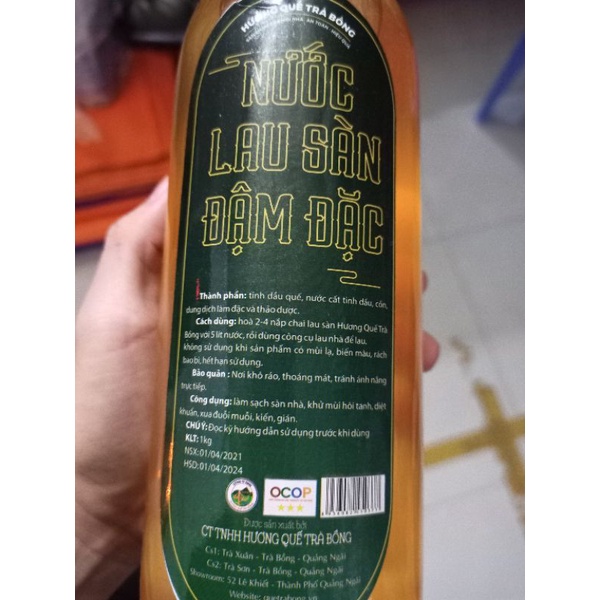 HƯƠNG QUẾ TRÀ BỒNG
NƯỚC
LAU SÀN
ĐẬM ĐẶC
Thành phần: tinh dầu quế, nước cất tinh dầu, cồn,
dung dịch làm đặc và thảo dược.
Cách dùng: hoà 2-4 nắp chai lau sàn Hương Quế Trà
Bồng với 5 lít nước, rồi dùng công cụ lau nhà để lau.
không sử dụng khi sản phẩm có mùi lạ, biến màu, rách
bao bì, hết hạn sử dụng.
Bảo quản : Nơi khô ráo, thoáng mát, tránh ánh nắng
trực tiếp.
Công dụng: làm sạch sàn nhà, khử mùi hôi tanh, diệt
khuẩn, xua đuổi muỗi, kiến, gián.
CHÚ Ý: Đọc kỹ hướng dẫn sử dụng trước khi dùng
KLT: 1kg
NSX:01/04/2021
HSD:01/04/2024
OCOP
Được sản xuất bởi
CT TNHH HƯƠNG QUẾ TRÀ BỒNG
Cs1: Trà Xuân - Trà Bồng - Quảng Ngãi
Cs2: Trà Sơn - Trà Bồng - Quảng Ngãi
Showroom: 52 Lê Khiết - Thành Phố Quảng Ngãi
Website: quetrabong.vn